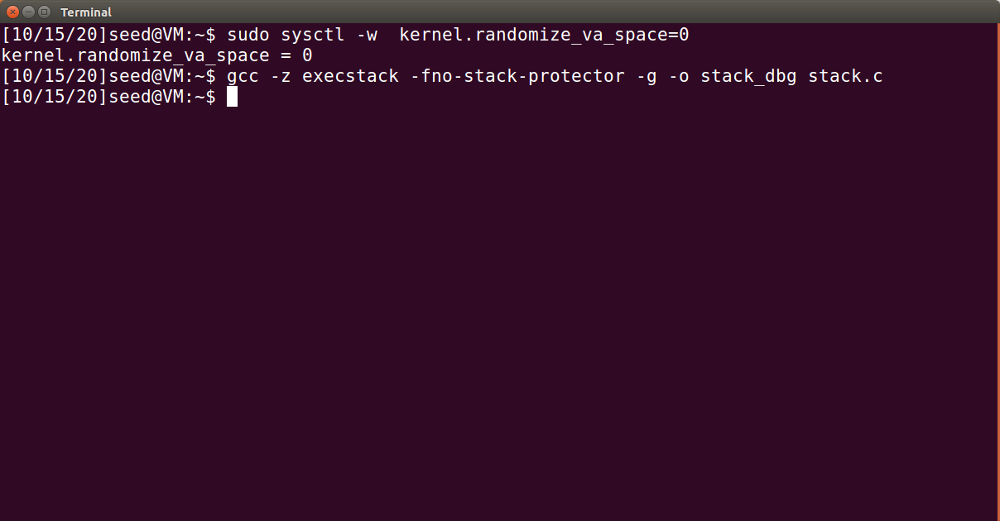 Terminal
[10/15/20]seed@VM:~$ sudo sysctl -w  kernel.randomize_va_space=0
kernel.randomize_va_space = 0
[10/15/20]seed@VM:~$ gcc -z execstack -fno-stack-protector -g -o stack_dbg stack.c
[10/15/20]seed@VM:~$